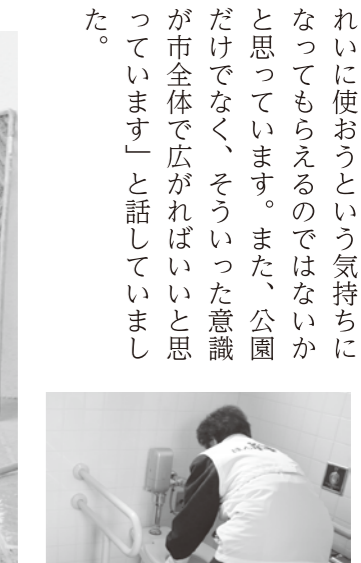 れいに使おうという気持ちに
なってもらえるのではないか
と思っています。また、公園
だけでなく、そういった意識
が市全体で広がればいいと思
っています」と話していまし
た。